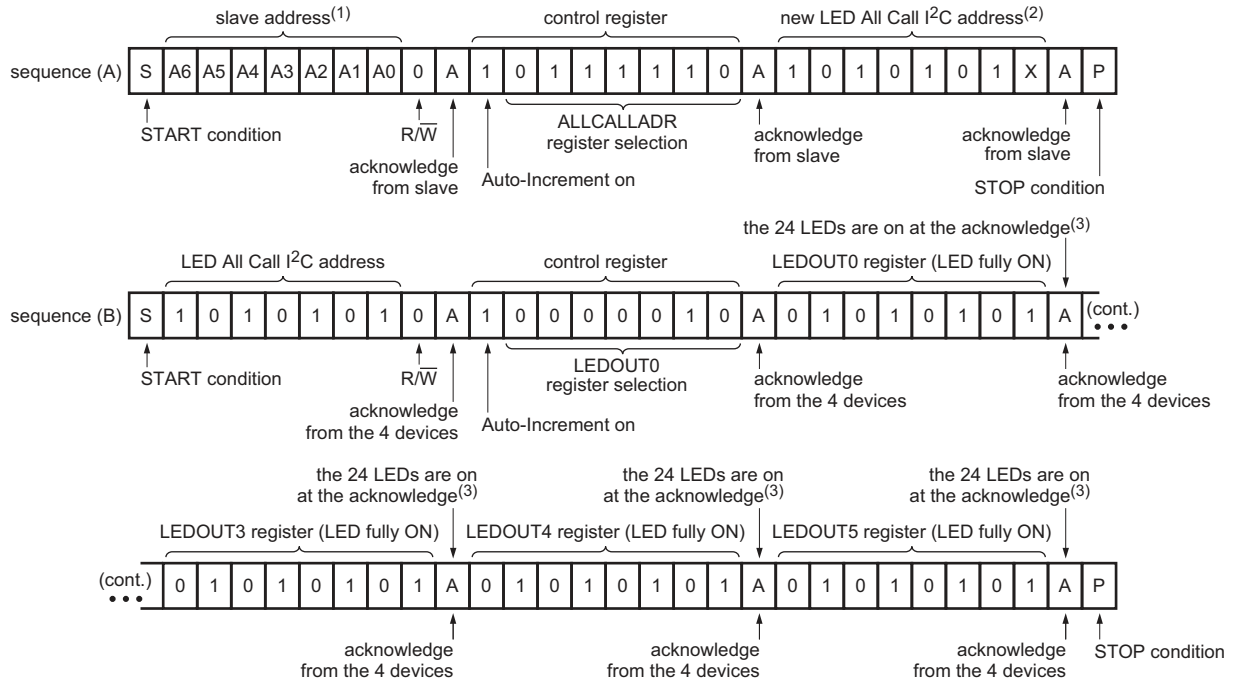 slave address(1) control register new LED All Call I²C address(2)
sequence (A) S A6 A5 A4 A3 A2 A1 A0 0 A 1 0 1 1 1 1 1 0 A 1 0 1 0 1 0 1 X A P
START condition R/W̅ ALLCALLADR register selection acknowledge from slave acknowledge from slave
acknowledge from slave Auto-Increment on STOP condition
the 24 LEDs are on at the acknowledge(3)
LED All Call I²C address control register LEDOUT0 register (LED fully ON)
sequence (B) S 1 0 1 0 1 0 1 0 A 1 0 0 0 0 0 1 0 A 0 1 0 1 0 1 0 1 A (cont.)
START condition R/W̅ LEDOUT0 register selection acknowledge from the 4 devices acknowledge from the 4 devices
acknowledge from the 4 devices Auto-Increment on
the 24 LEDs are on the 24 LEDs are on the 24 LEDs are on
at the acknowledge(3) at the acknowledge(3) at the acknowledge(3)
LEDOUT3 register (LED fully ON) LEDOUT4 register (LED fully ON) LEDOUT5 register (LED fully ON)
(cont.) 0 1 0 1 0 1 0 1 A 0 1 0 1 0 1 0 1 A 0 1 0 1 0 1 0 1 A P
acknowledge acknowledge acknowledge STOP condition
from the 4 devices from the 4 devices from the 4 devices